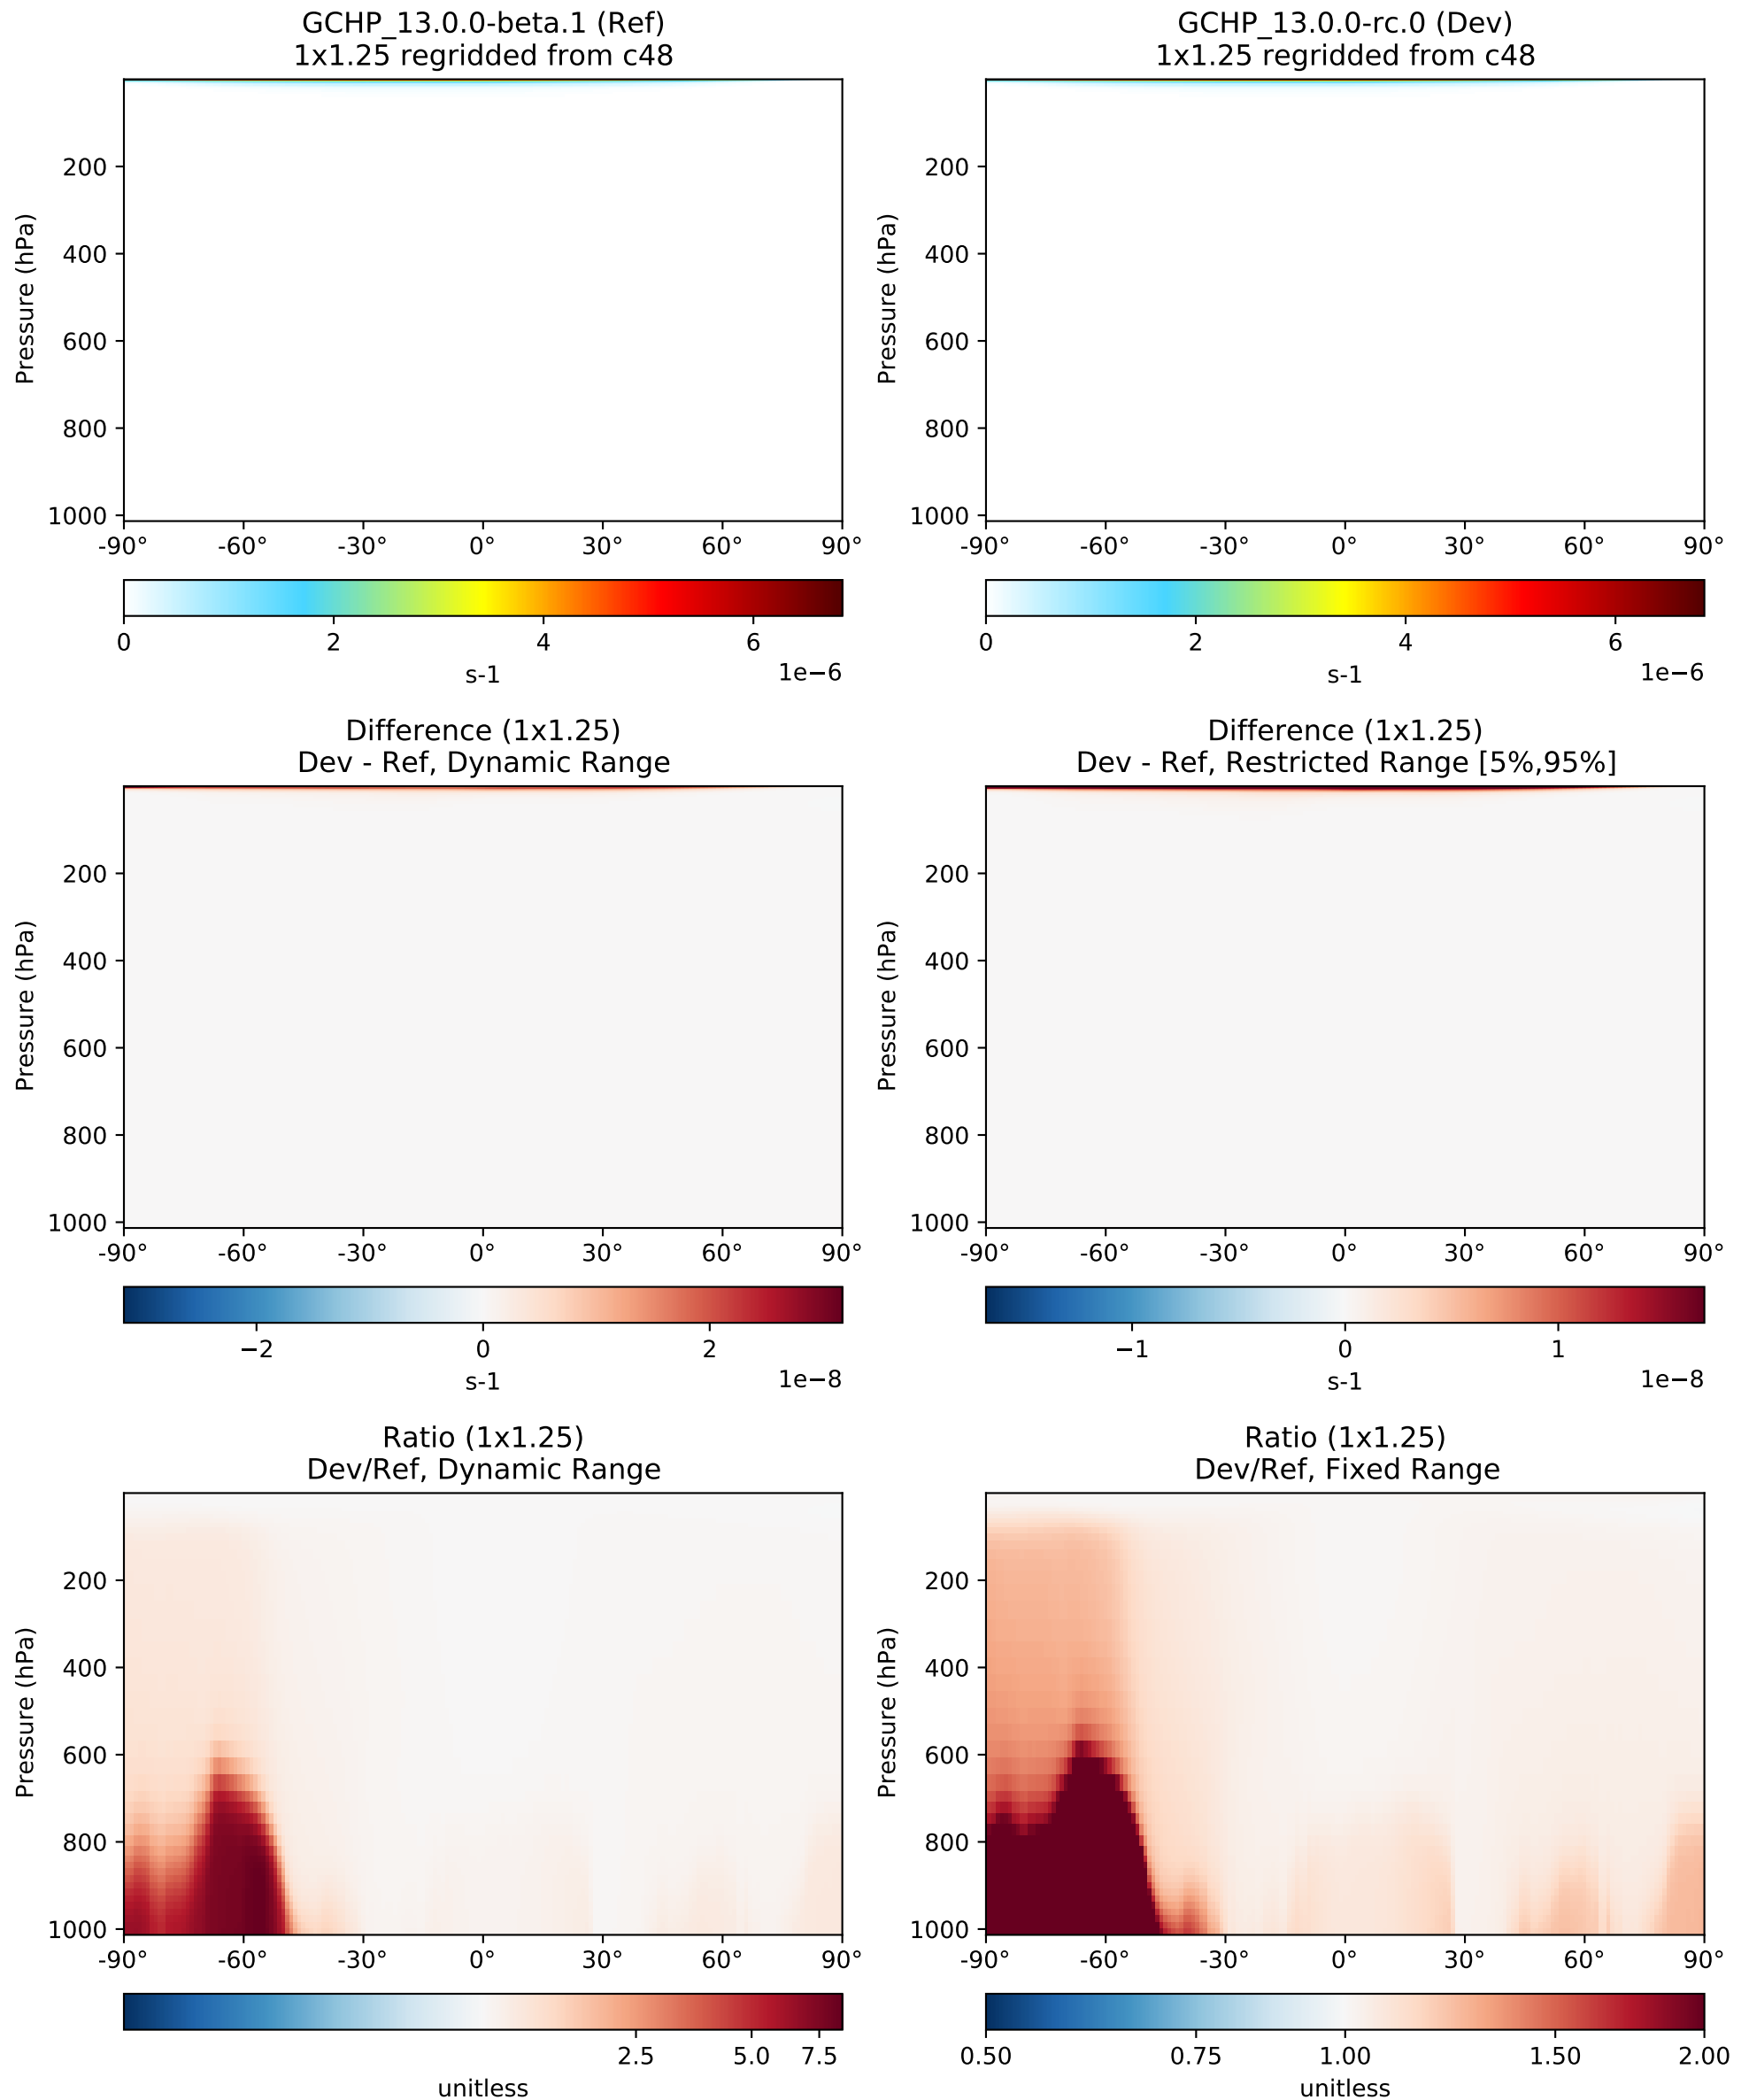 GCHP_13.0.0-beta.1 (Ref)
1x1.25 regridded from c48
Pressure (hPa)
200
400
600
800
1000
-90° -60° -30° 0° 30° 60° 90°
0 2 4 6
1e−6
s-1
GCHP_13.0.0-rc.0 (Dev)
1x1.25 regridded from c48
Pressure (hPa)
200
400
600
800
1000
-90° -60° -30° 0° 30° 60° 90°
0 2 4 6
1e−6
s-1
Difference (1x1.25)
Dev - Ref, Dynamic Range
Pressure (hPa)
200
400
600
800
1000
-90° -60° -30° 0° 30° 60° 90°
−2 0 2
1e−8
s-1
Difference (1x1.25)
Dev - Ref, Restricted Range [5%,95%]
Pressure (hPa)
200
400
600
800
1000
-90° -60° -30° 0° 30° 60° 90°
−1 0 1
1e−8
s-1
Ratio (1x1.25)
Dev/Ref, Dynamic Range
Pressure (hPa)
200
400
600
800
1000
-90° -60° -30° 0° 30° 60° 90°
2.5 5.0 7.5
unitless
Ratio (1x1.25)
Dev/Ref, Fixed Range
Pressure (hPa)
200
400
600
800
1000
-90° -60° -30° 0° 30° 60° 90°
0.50 0.75 1.00 1.50 2.00
unitless